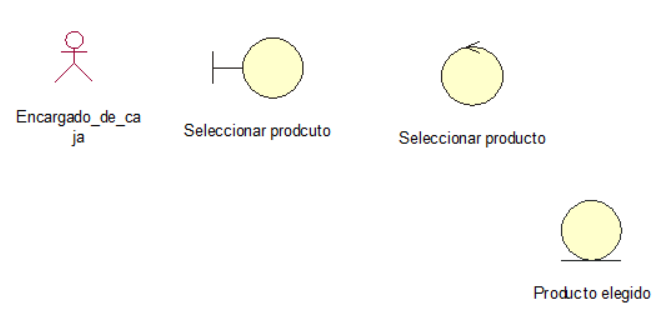 Encargado_de_ca
ja
Seleccionar prodcuto
Seleccionar producto
Producto elegido